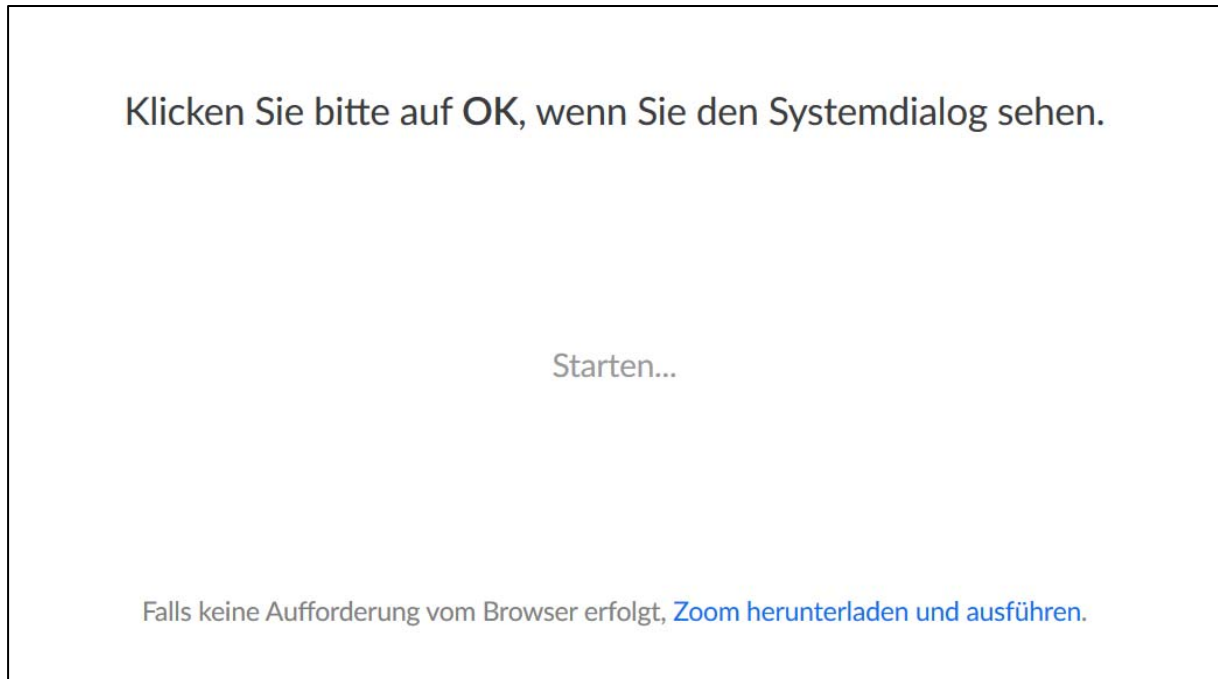 Klicken Sie bitte auf OK, wenn Sie den Systemdialog sehen.
Starten...
Falls keine Aufforderung vom Browser erfolgt, Zoom herunterladen und ausführen.